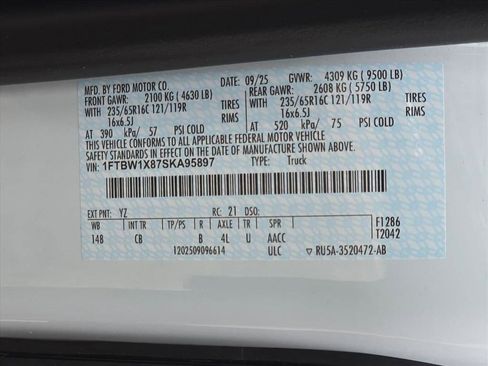 MFD. BY FORD MOTOR CO. 09/25 GVWR: 4309 KG (9500 LB)
FRONT GAWR: 2100 KG (4630 LB) REAR GAWR: 2608 KG (5750 LB)
WITH 235/65R16C 121/119R TIRES WITH 235/65R16C 121/119R TIRES
16x6.5J RIMS 16x6.5J RIMS
AT 390 kPa/ 57 PSI COLD AT 520 kPa/ 75 PSI COLD
THIS VEHICLE CONFORMS TO ALL APPLICABLE FEDERAL MOTOR VEHICLE
SAFETY STANDARDS IN EFFECT ON THE DATE OF MANUFACTURE SHOWN ABOVE.
VIN: 1FTBW1X87SKA95897 TYPE: Truck
EXT PNT: YZ RC: 21 DSO:
WB INT TR TP/PS R AXLE TR SPR F1286
148 CB B 4L U AACC T2042
1202509096614 ULC RU5A-3520472-AB